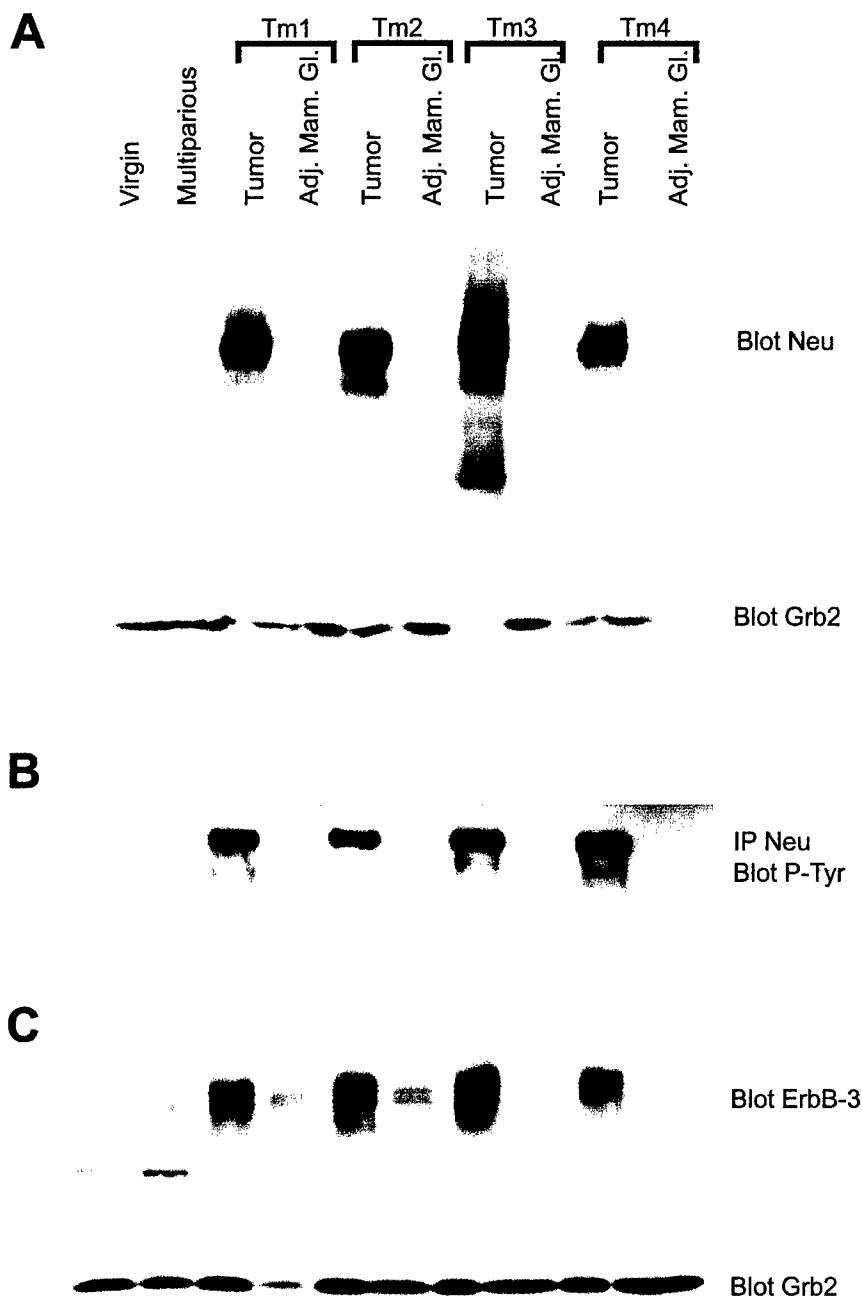 A
Tm1 Tm2 Tm3 Tm4
Virgin
Multiparious
Tumor
Adj. Mam. Gl.
Tumor
Adj. Mam. Gl.
Tumor
Adj. Mam. Gl.
Tumor
Adj. Mam. Gl.
Blot Neu
Blot Grb2
B
IP Neu
Blot P-Tyr
C
Blot ErbB-3
Blot Grb2